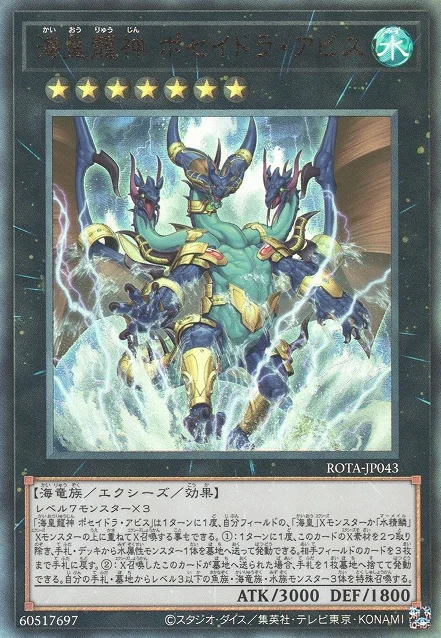 海皇龍神 ポセイドラ・アビス
水
ROTA-JP043
【海竜族／エクシーズ／効果】
レベル7モンスター×3
「海皇龍神 ポセイドラ・アビス」は1ターンに1度、自分フィールドの、「海皇」Xモンスターか「水精鱗」
Xモンスターの上に重ねてX召喚する事もできる。①：1ターンに1度、このカードのX素材を2つ取り
除き、手札・デッキから水属性モンスター1体を墓地へ送って発動できる。相手フィールドのカードを3枚
まで手札に戻す。②：X召喚したこのカードが墓地へ送られた場合、手札を1枚墓地へ捨てて発動
できる。自分の手札・墓地からレベル3以下の魚族・海竜族・水族モンスター3体を特殊召喚する。
ATK/3000 DEF/1800
60517697
©スタジオ・ダイス／集英社・テレビ東京・KONAMI